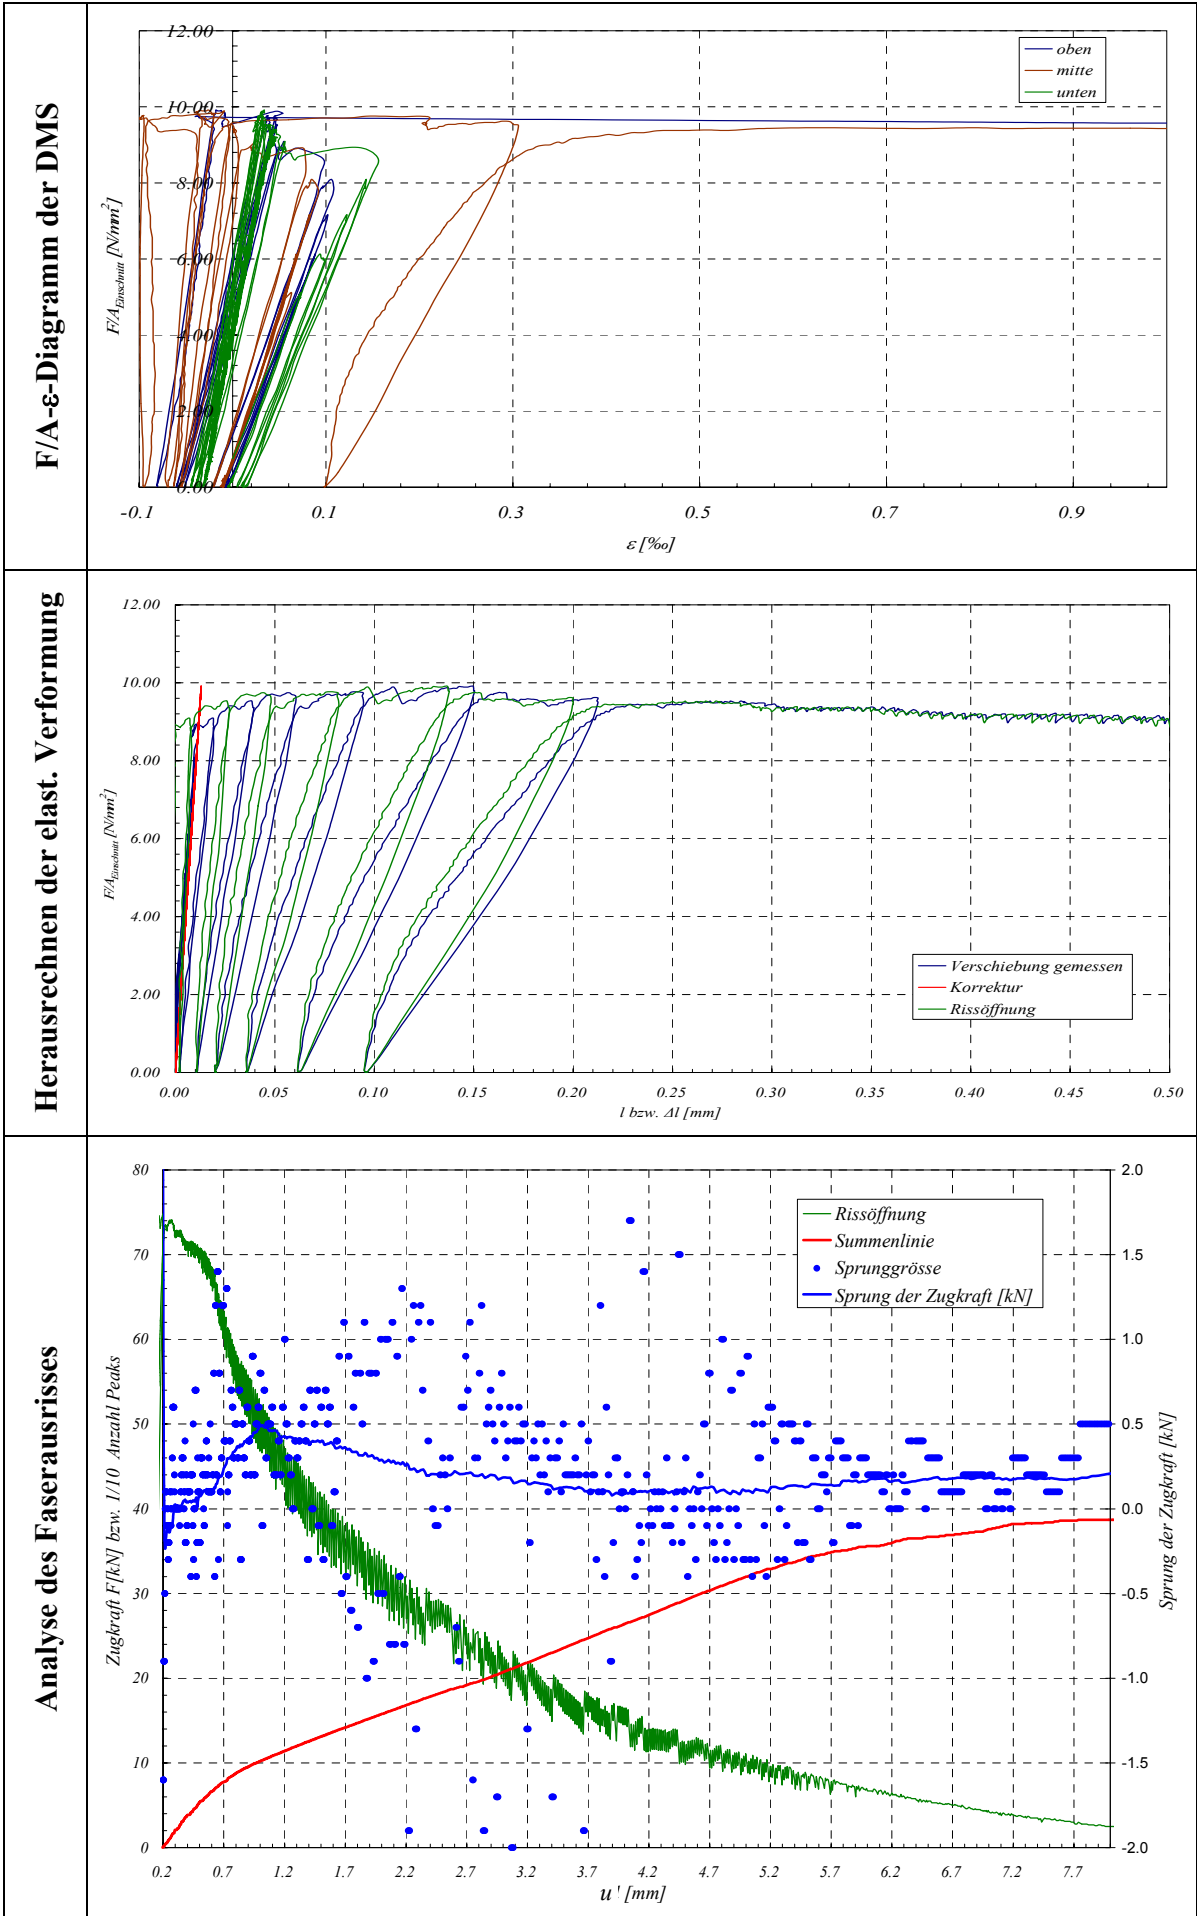 F/A-ε-Diagramm der DMS
12.00
10.00
8.00
6.00
4.00
2.00
0.00
F/A_Einschnitt [N/mm²]
oben
mitte
unten
-0.1 0.1 0.3 0.5 0.7 0.9
ε [‰]
Herausrechnen der elast. Verformung
12.00
10.00
8.00
6.00
4.00
2.00
0.00
F/A_Einschnitt [N/mm²]
Verschiebung gemessen
Korrektur
Rissöffnung
0.00 0.05 0.10 0.15 0.20 0.25 0.30 0.35 0.40 0.45 0.50
l bzw. Δl [mm]
Analyse des Faserausrisses
80
70
60
50
40
30
20
10
0
Zugkraft F[kN] bzw. 1/10 Anzahl Peaks
Rissöffnung
Summenlinie
Sprunggrösse
Sprung der Zugkraft [kN]
2.0
1.5
1.0
0.5
0.0
-0.5
-1.0
-1.5
-2.0
Sprung der Zugkraft [kN]
0.2 0.7 1.2 1.7 2.2 2.7 3.2 3.7 4.2 4.7 5.2 5.7 6.2 6.7 7.2 7.7
u' [mm]